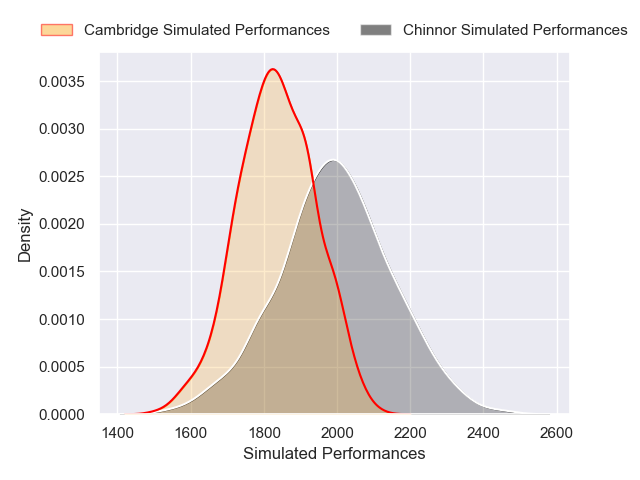 Cambridge Simulated Performances Chinnor Simulated Performances
0.0035
0.0030
0.0025
0.0020
0.0015
0.0010
0.0005
0.0000
Density
1400 1600 1800 2000 2200 2400 2600
Simulated Performances